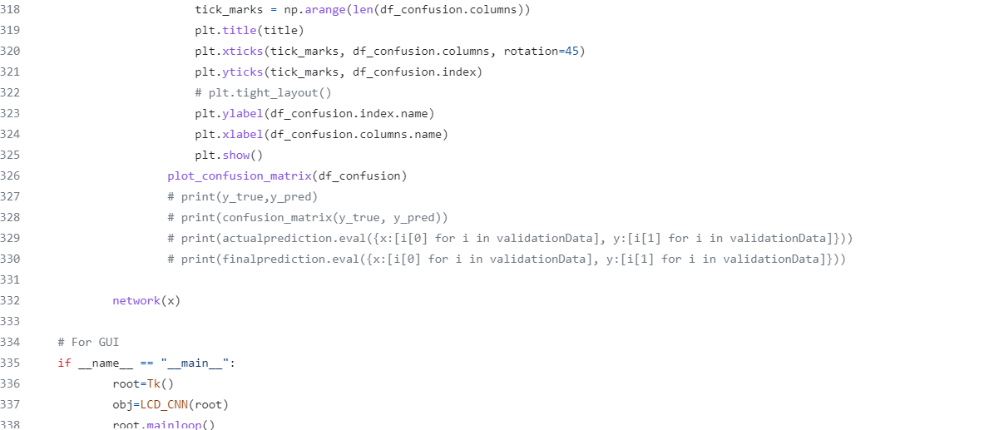 318 tick_marks = np.arange(len(df_confusion.columns))
319 plt.title(title)
320 plt.xticks(tick_marks, df_confusion.columns, rotation=45)
321 plt.yticks(tick_marks, df_confusion.index)
322 # plt.tight_layout()
323 plt.ylabel(df_confusion.index.name)
324 plt.xlabel(df_confusion.columns.name)
325 plt.show()
326 plot_confusion_matrix(df_confusion)
327 # print(y_true,y_pred)
328 # print(confusion_matrix(y_true, y_pred))
329 # print(actualprediction.eval({x:[i[0] for i in validationData], y:[i[1] for i in validationData]}))
330 # print(finalprediction.eval({x:[i[0] for i in validationData], y:[i[1] for i in validationData]}))
331
332 network(x)
333
334 # For GUI
335 if __name__ == "__main__":
336 root=Tk()
337 obj=LCD_CNN(root)
338 root.mainloop()